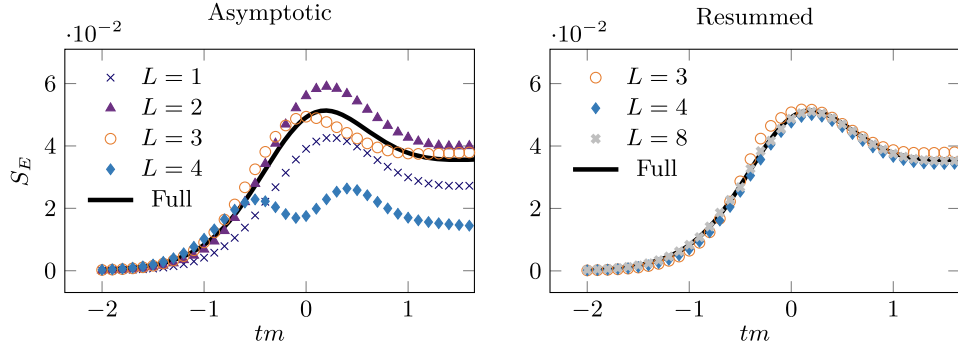 Asymptotic
·10⁻²
6
4
2
0
S_E
L = 1
L = 2
L = 3
L = 4
Full
−2 −1 0 1
tm
Resummed
·10⁻²
6
4
2
0
L = 3
L = 4
L = 8
Full
−2 −1 0 1
tm